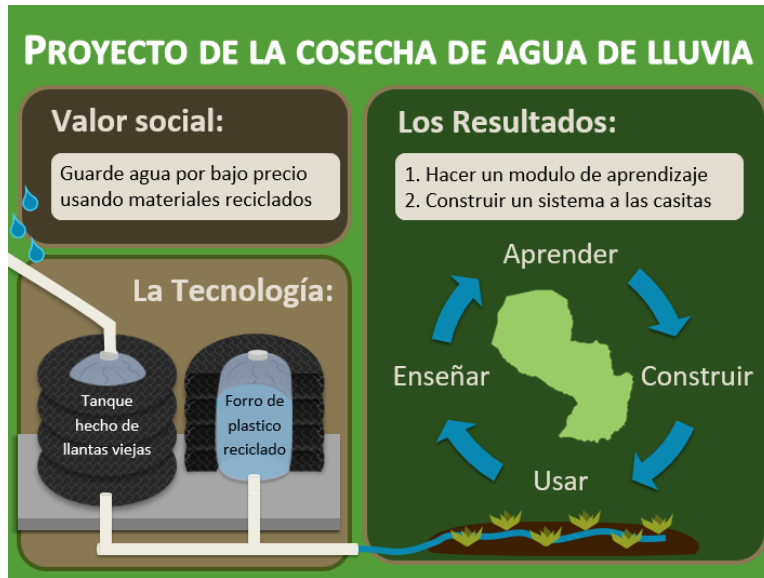 PROYECTO DE LA COSECHA DE AGUA DE LLUVIA
Valor social:
Guarde agua por bajo precio
usando materiales reciclados
La Tecnología:
Tanque
hecho de
llantas viejas
Forro de
plastico
reciclado
Los Resultados:
1. Hacer un modulo de aprendizaje
2. Construir un sistema a las casitas
Aprender
Construir
Usar
Enseñar